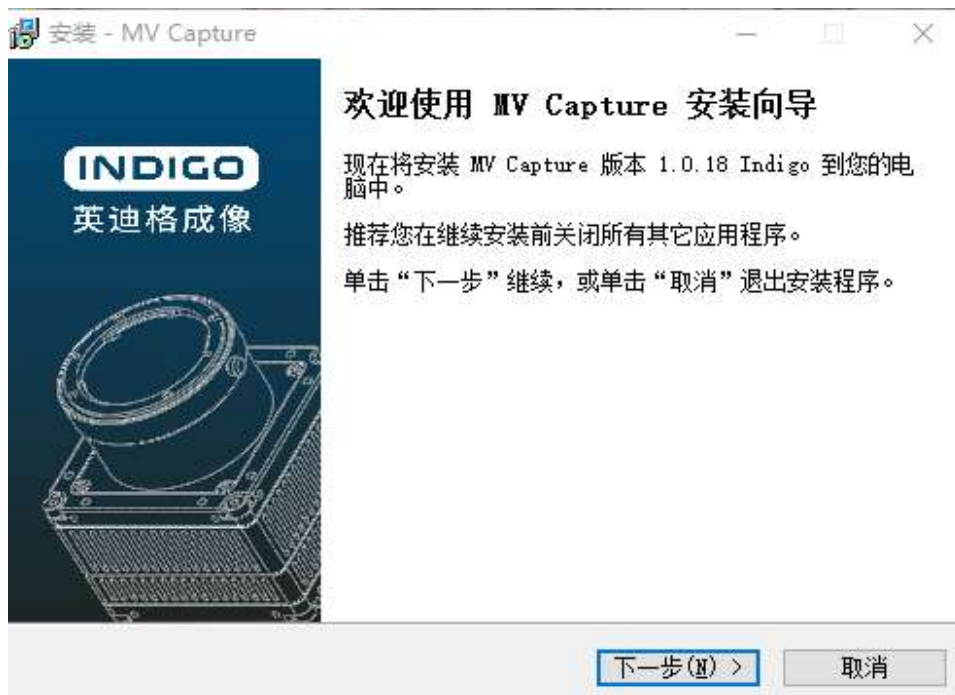 安装 - MV Capture
INDIGO
英迪格成像
欢迎使用 MV Capture 安装向导
现在将安装 MV Capture 版本 1.0.18 Indigo 到您的电
脑中。
推荐您在继续安装前关闭所有其它应用程序。
单击“下一步”继续，或单击“取消”退出安装程序。
下一步(N) >
取消